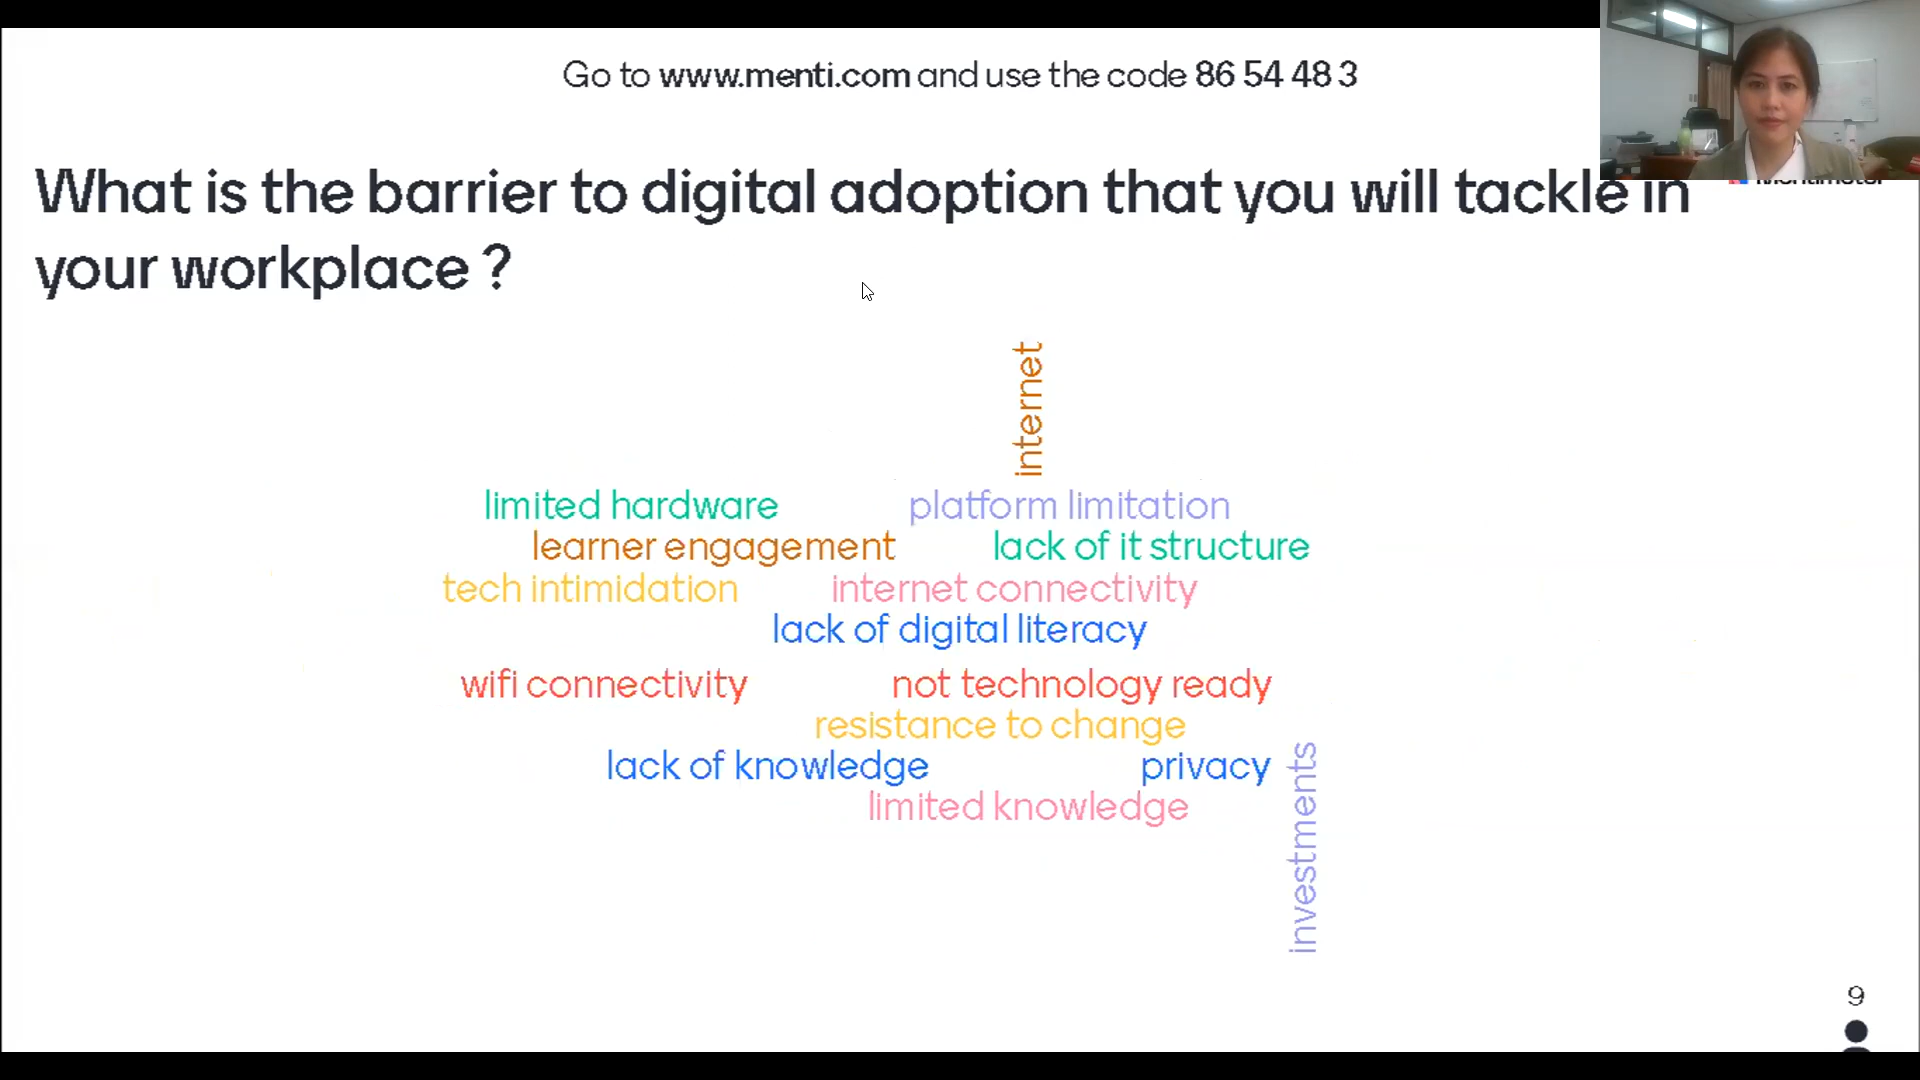 Go to www.menti.com and use the code 86 54 48 3
What is the barrier to digital adoption that you will tackle in
your workplace ?
internet
limited hardware
platform limitation
learner engagement
lack of it structure
tech intimidation
internet connectivity
lack of digital literacy
wifi connectivity
not technology ready
resistance to change
lack of knowledge
privacy
limited knowledge
investments
9